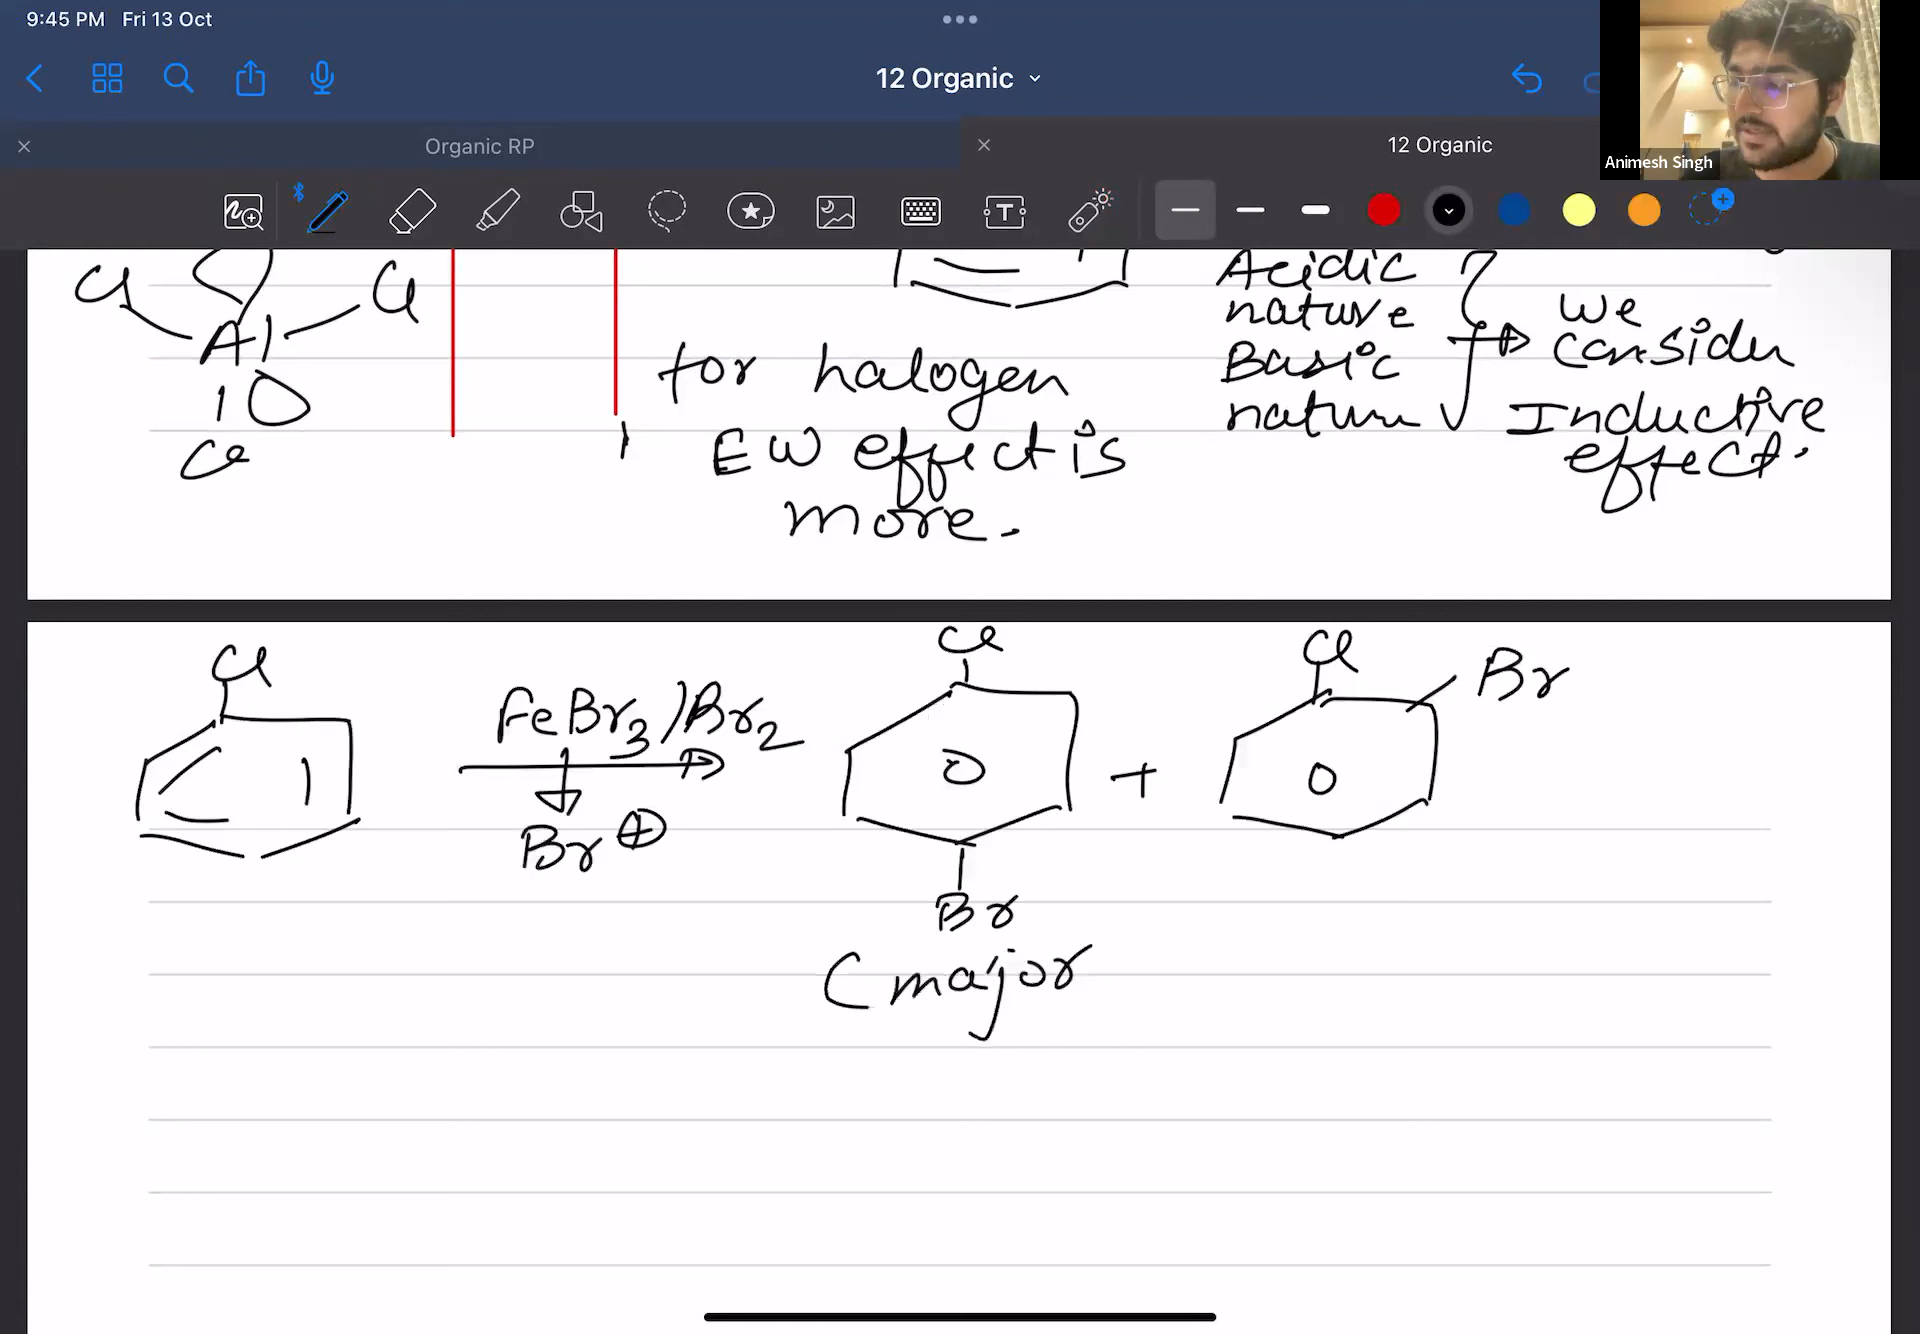 9:45 PM Fri 13 Oct
12 Organic
Organic RP
12 Organic
Animesh Singh
T
Cl
Cl
Al
Cl
for halogen
EW effect is
more.
Acidic
nature
Basic
nature
We
Consider
Inductive
effect.
Cl
FeBr3/Br2
Br⊕
Cl
Br
(major
+
Cl
Br